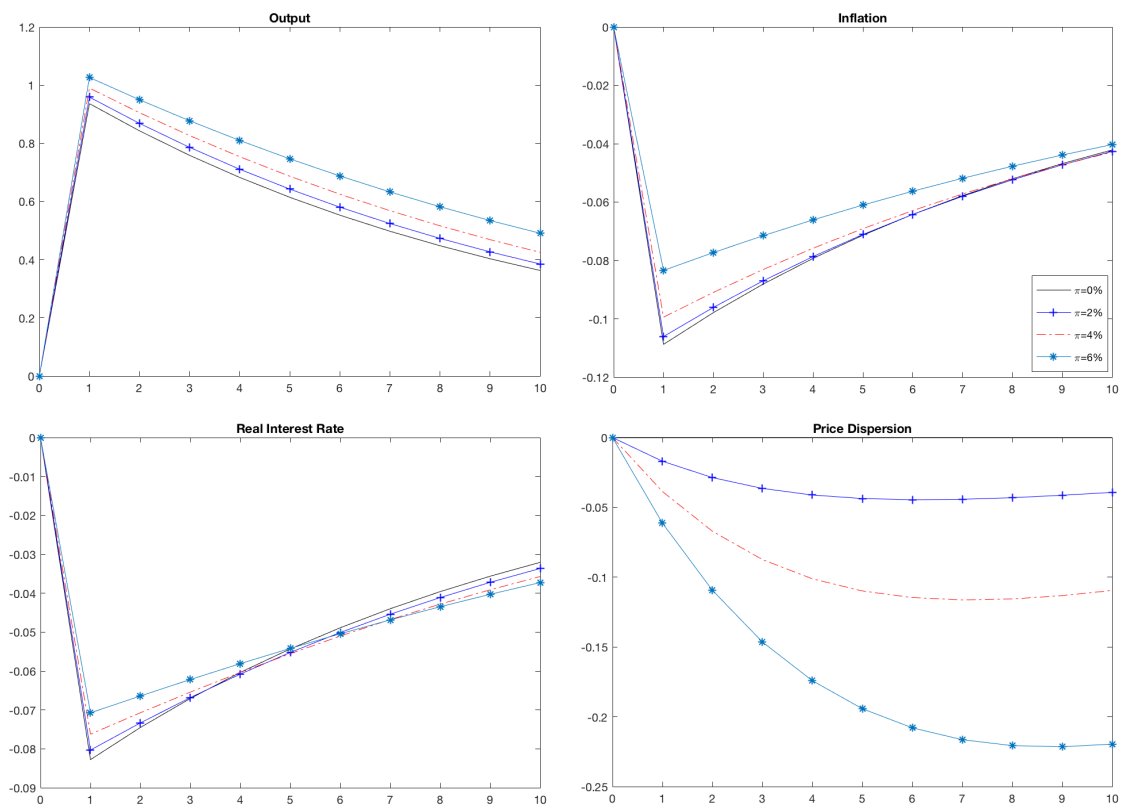 Output
1.2
1
0.8
0.6
0.4
0.2
0
0 1 2 3 4 5 6 7 8 9 10
Inflation
0
-0.02
-0.04
-0.06
-0.08
-0.1
-0.12
0 1 2 3 4 5 6 7 8 9 10
π=0%
π=2%
π=4%
π=6%
Real Interest Rate
0
-0.01
-0.02
-0.03
-0.04
-0.05
-0.06
-0.07
-0.08
-0.09
0 1 2 3 4 5 6 7 8 9 10
Price Dispersion
0
-0.05
-0.1
-0.15
-0.2
-0.25
0 1 2 3 4 5 6 7 8 9 10